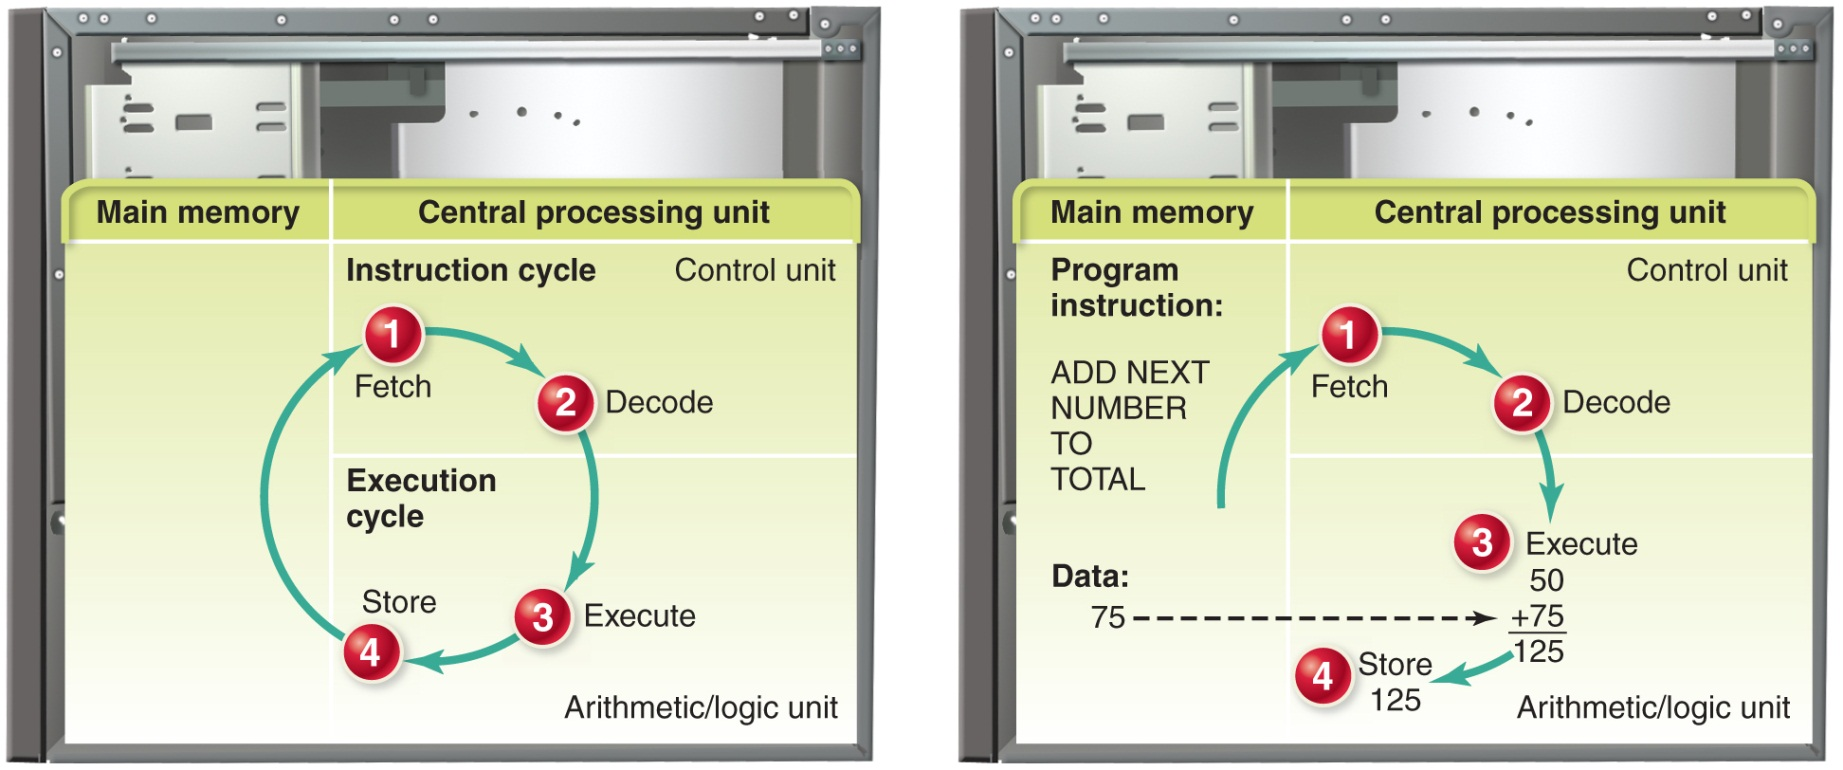 Main memory
Central processing unit
Instruction cycle
Control unit
1
Fetch
2
Decode
Execution
cycle
Store
4
3
Execute
Arithmetic/logic unit
Main memory
Central processing unit
Program
instruction:
Control unit
1
Fetch
2
Decode
ADD NEXT
NUMBER
TO
TOTAL
3
Execute
50
Data:
75
+75
125
4
Store
125
Arithmetic/logic unit